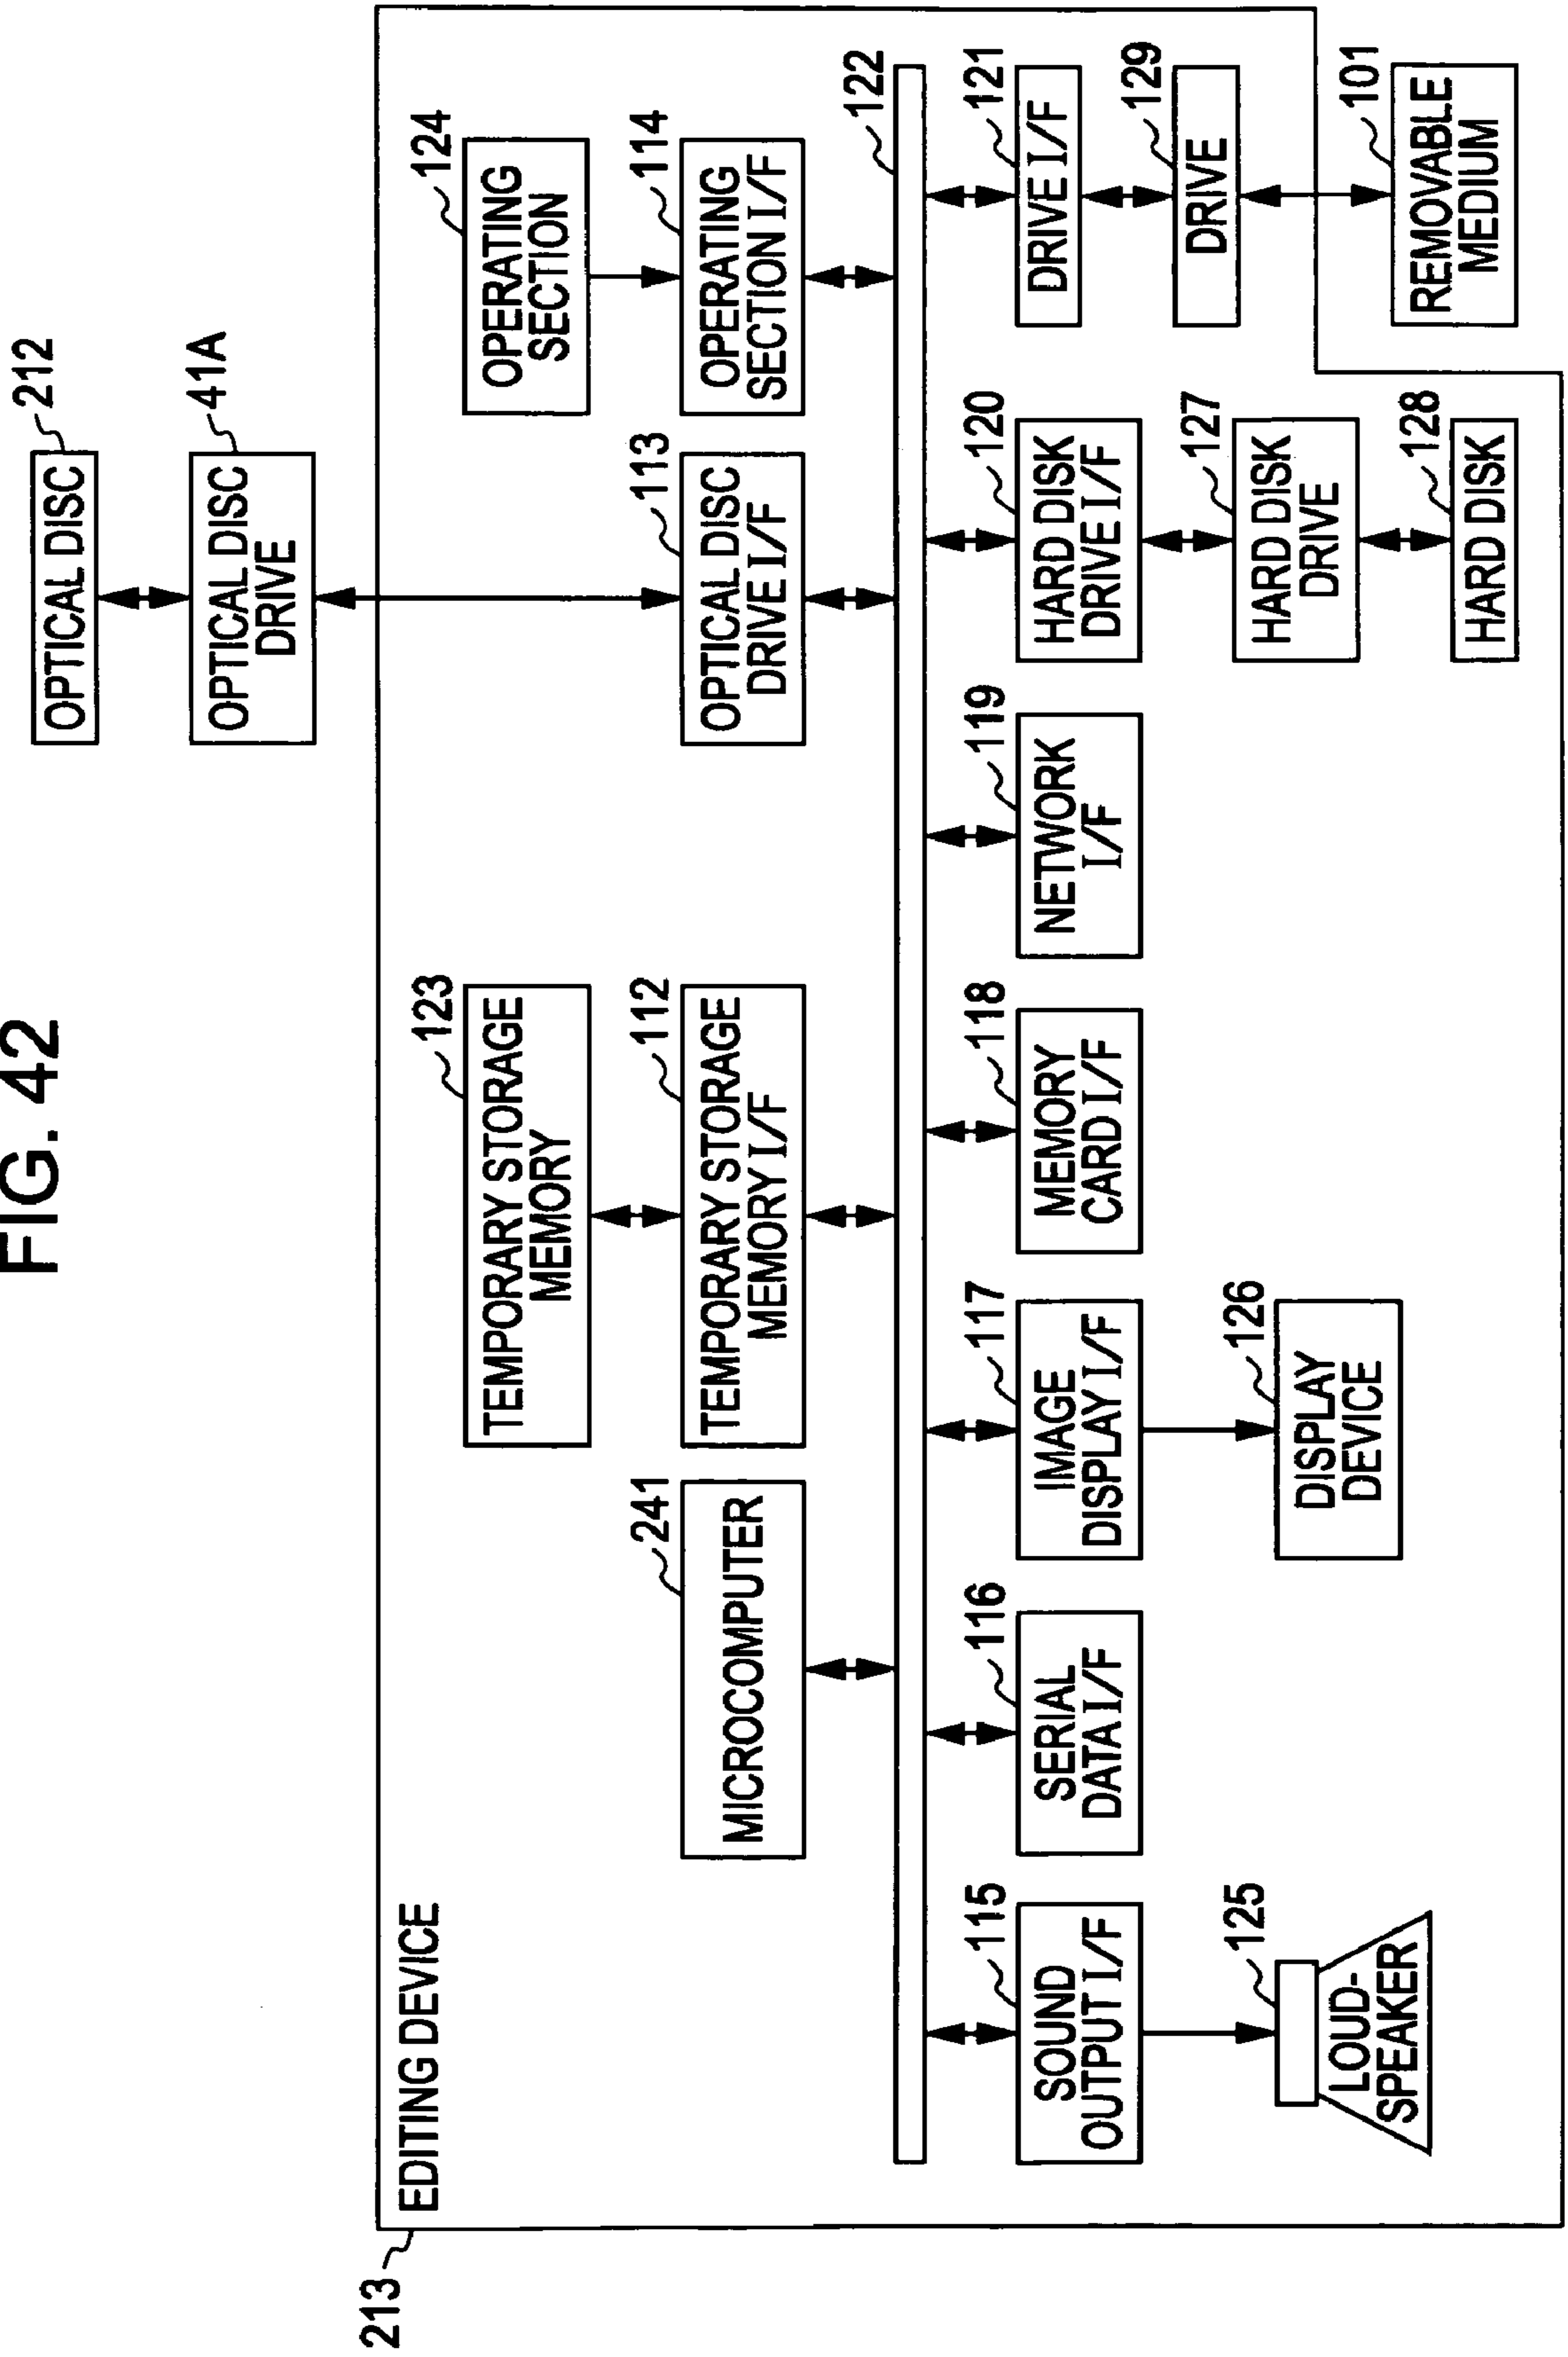 FIG. 42
212
OPTICAL DISC
41A
OPTICAL DISC
DRIVE
213
EDITING DEVICE
123
TEMPORARY STORAGE
MEMORY
124
OPERATING
SECTION
241
MICROCOMPUTER
112
TEMPORARY STORAGE
MEMORY I/F
113
OPTICAL DISC
DRIVE I/F
114
OPERATING
SECTION I/F
122
115
SOUND
OUTPUT I/F
116
SERIAL
DATA I/F
117
IMAGE
DISPLAY I/F
118
MEMORY
CARD I/F
119
NETWORK
I/F
120
HARD DISK
DRIVE I/F
121
DRIVE I/F
125
LOUD-
SPEAKER
126
DISPLAY
DEVICE
127
HARD DISK
DRIVE
129
DRIVE
128
HARD DISK
101
REMOVABLE
MEDIUM